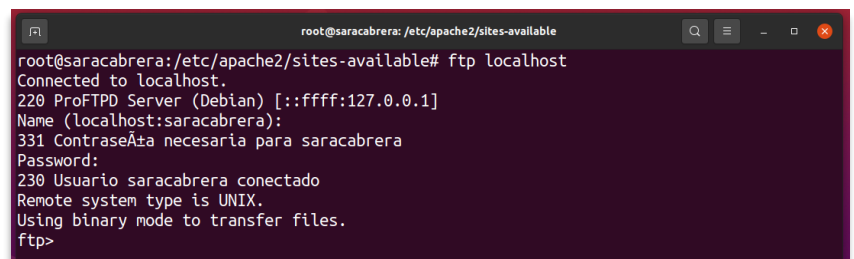 root@saracabrera: /etc/apache2/sites-available
root@saracabrera:/etc/apache2/sites-available# ftp localhost
Connected to localhost.
220 ProFTPD Server (Debian) [::ffff:127.0.0.1]
Name (localhost:saracabrera):
331 ContraseÃ±a necesaria para saracabrera
Password:
230 Usuario saracabrera conectado
Remote system type is UNIX.
Using binary mode to transfer files.
ftp>